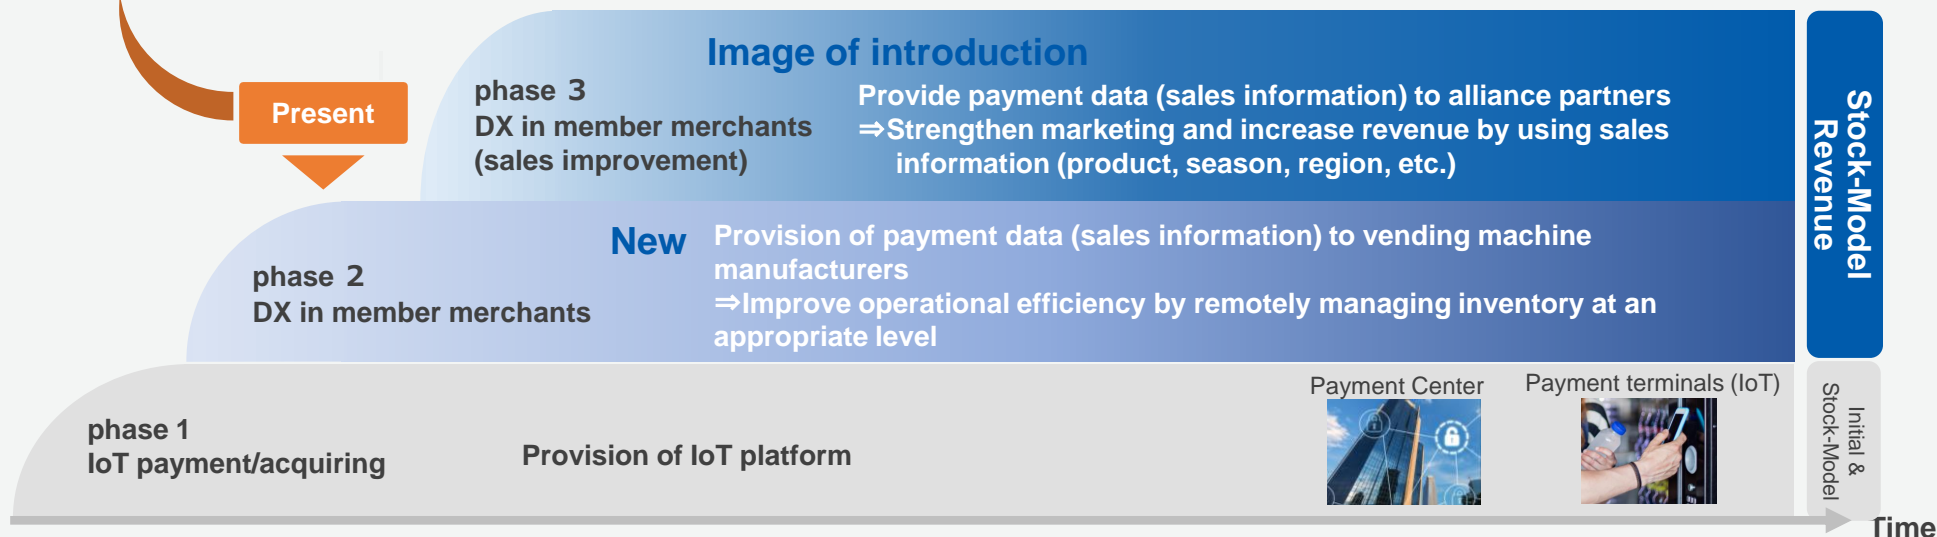 Image of introduction
Present
phase 3
DX in member merchants
(sales improvement)
Provide payment data (sales information) to alliance partners
⇒Strengthen marketing and increase revenue by using sales
information (product, season, region, etc.)
Stock-Model
Revenue
New
Provision of payment data (sales information) to vending machine
manufacturers
⇒Improve operational efficiency by remotely managing inventory at an
appropriate level
phase 2
DX in member merchants
Payment Center
Payment terminals (IoT)
phase 1
IoT payment/acquiring
Provision of IoT platform
Initial &
Stock-Model
Time